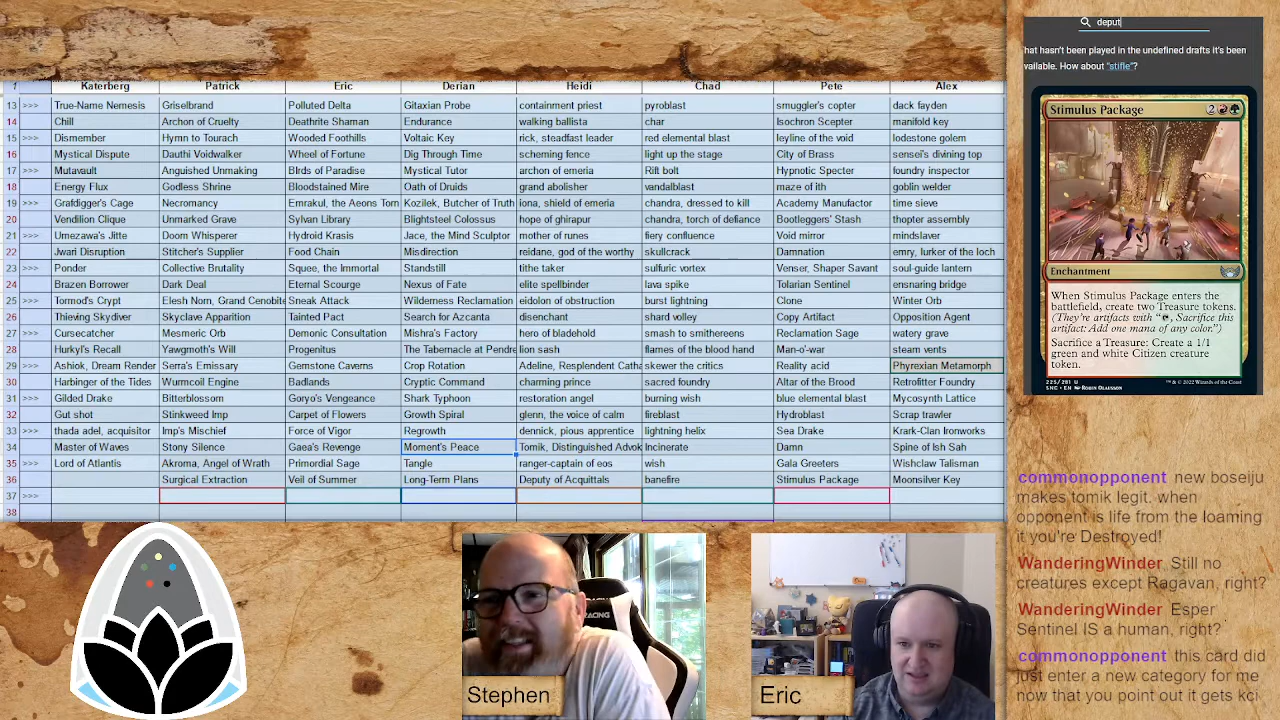 Katerberg Patrick Eric Derian Heidi Chad Pete Alex
13 >>> True-Name Nemesis Griselbrand Polluted Delta Gitaxian Probe containment priest pyroblast smuggler's copter dack fayden
14 Chill Archon of Cruelty Deathrite Shaman Endurance walking ballista char Isochron Scepter manifold key
15 >>> Dismember Hymn to Tourach Wooded Foothills Voltaic Key rick, steadfast leader red elemental blast leyline of the void lodestone golem
16 Mystical Dispute Dauthi Voidwalker Wheel of Fortune Dig Through Time scheming fence light up the stage City of Brass sensei's divining top
17 >>> Mutavault Anguished Unmaking BIrds of Paradise Mystical Tutor archon of emeria Rift bolt Hypnotic Specter foundry inspector
18 Energy Flux Godless Shrine Bloodstained Mire Oath of Druids grand abolisher vandalblast maze of ith goblin welder
19 >>> Grafdigger's Cage Necromancy Emrakul, the Aeons Torn Kozilek, Butcher of Truth iona, shield of emeria chandra, dressed to kill Academy Manufactor time sieve
20 Vendilion Clique Unmarked Grave Sylvan Library Blightsteel Colossus hope of ghirapur chandra, torch of defiance Bootleggers' Stash thopter assembly
21 >>> Umezawa's Jitte Doom Whisperer Hydroid Krasis Jace, the Mind Sculptor mother of runes fiery confluence Void mirror mindslaver
22 Jwari Disruption Stitcher's Supplier Food Chain Misdirection reidane, god of the worthy skullcrack Damnation emry, lurker of the loch
23 >>> Ponder Collective Brutality Squee, the Immortal Standstill tithe taker sulfuric vortex Venser, Shaper Savant soul-guide lantern
24 Brazen Borrower Dark Deal Eternal Scourge Nexus of Fate elite spellbinder lava spike Tolarian Sentinel ensnaring bridge
25 >>> Tormod's Crypt Elesh Norn, Grand Cenobite Sneak Attack Wilderness Reclamation eidolon of obstruction burst lightning Clone Winter Orb
26 Thieving Skydiver Skyclave Apparition Tainted Pact Search for Azcanta disenchant shard volley Copy Artifact Opposition Agent
27 >>> Cursecatcher Mesmeric Orb Demonic Consultation Mishra's Factory hero of bladehold smash to smithereens Reclamation Sage watery grave
28 Hurkyl's Recall Yawgmoth's Will Progenitus The Tabernacle at Pendre lion sash flames of the blood hand Man-o'-war steam vents
29 >>> Ashiok, Dream Render Serra's Emissary Gemstone Caverns Crop Rotation Adeline, Resplendent Catha skewer the critics Reality acid Phyrexian Metamorph
30 Harbinger of the Tides Wurmcoil Engine Badlands Cryptic Command charming prince sacred foundry Altar of the Brood Retrofitter Foundry
31 >>> Gilded Drake Bitterblossom Goryo's Vengeance Shark Typhoon restoration angel burning wish blue elemental blast Mycosynth Lattice
32 Gut shot Stinkweed Imp Carpet of Flowers Growth Spiral glenn, the voice of calm fireblast Hydroblast Scrap trawler
33 >>> thada adel, acquisitor Imp's Mischief Force of Vigor Regrowth dennick, pious apprentice lightning helix Sea Drake Krark-Clan Ironworks
34 Master of Waves Stony Silence Gaea's Revenge Moment's Peace Tomik, Distinguished Advok Incinerate Damn Spine of Ish Sah
35 >>> Lord of Atlantis Akroma, Angel of Wrath Primordial Sage Tangle ranger-captain of eos wish Gala Greeters Wishclaw Talisman
36 Surgical Extraction Veil of Summer Long-Term Plans Deputy of Acquittals banefire Stimulus Package Moonsilver Key
37 >>>
38
deput
hat hasn't been played in the undefined drafts it's been
vailable. How about "stifle"?
Stimulus Package 2
Enchantment
When Stimulus Package enters the
battlefield, create two Treasure tokens.
(They're artifacts with ", Sacrifice this
artifact: Add one mana of any color.")
Sacrifice a Treasure: Create a 1/1
green and white Citizen creature
token.
225/281 U
SNC • EN Robin Olausson ™ & © 2022 Wizards of the Coast
commonopponent new boseiju
makes tomik legit. when
opponent is life from the loaming
it you're Destroyed!
WanderingWinder Still no
creatures except Ragavan, right?
WanderingWinder Esper
Sentinel IS a human, right?
commonopponent this card did
just enter a new category for me
now that you point out it gets kci
RACING
Stephen
Eric